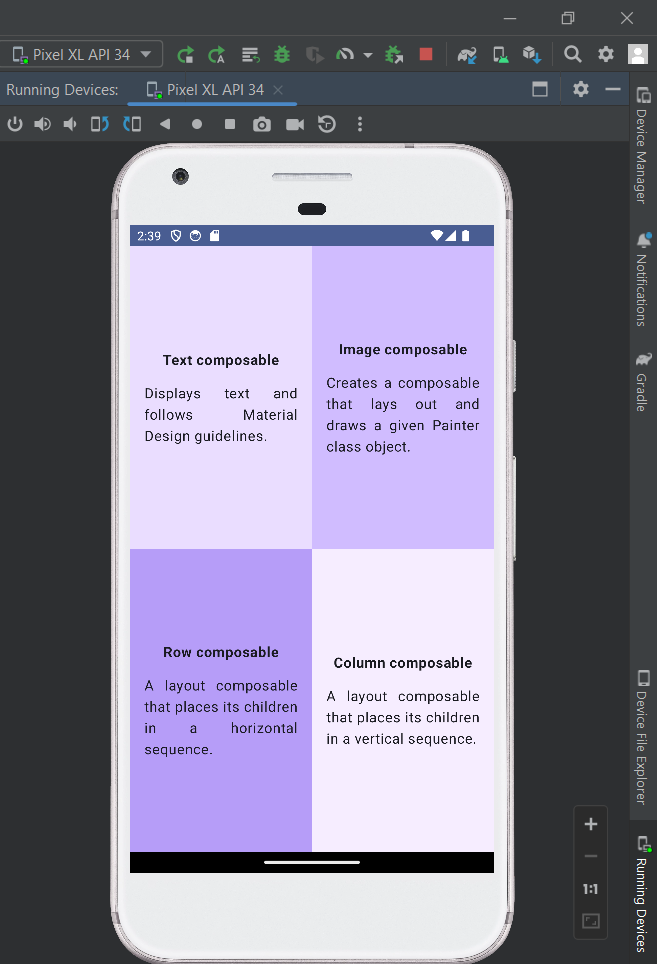 Pixel XL API 34
Running Devices:
Pixel XL API 34
Device Manager
Notifications
Gradle
2:39
Text composable
Displays text and
follows Material
Design guidelines.
Image composable
Creates a composable
that lays out and
draws a given Painter
class object.
Row composable
A layout composable
that places its children
in a horizontal
sequence.
Column composable
A layout composable
that places its children
in a vertical sequence.
Device File Explorer
1:1
Running Devices